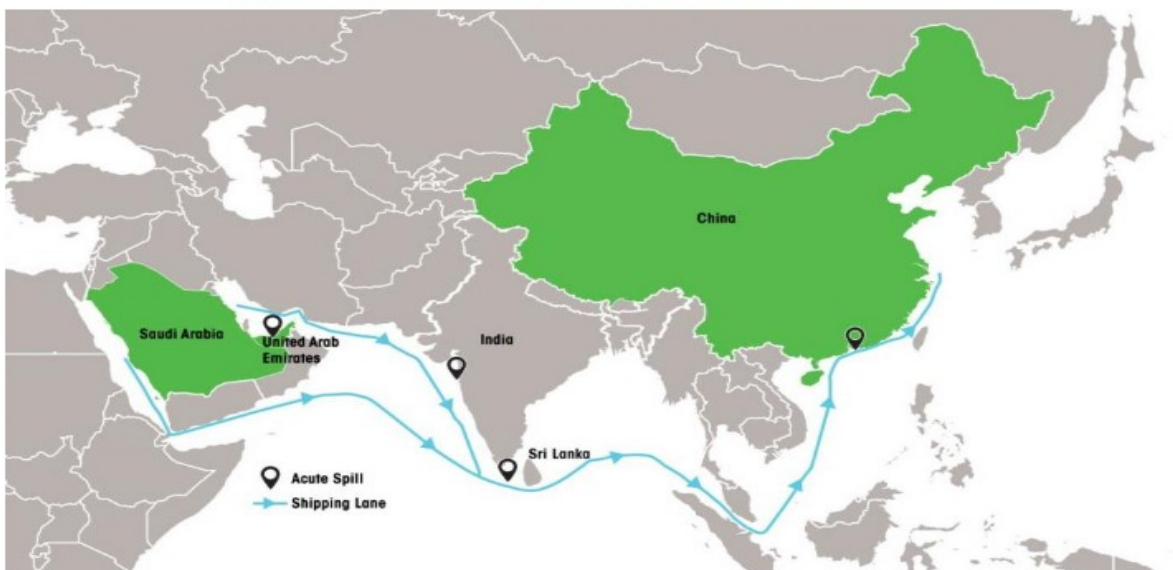 China
Saudi Arabia
United Arab
Emirates
India
Sri Lanka
Acute Spill
Shipping Lane